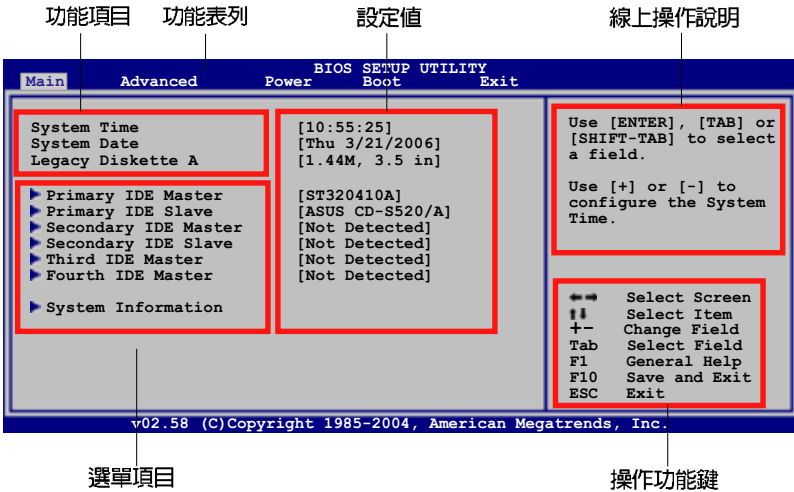 功能項目 功能表列 設定值 線上操作說明
BIOS SETUP UTILITY
Main Advanced Power Boot Exit
System Time [10:55:25]
System Date [Thu 3/21/2006]
Legacy Diskette A [1.44M, 3.5 in]
Primary IDE Master [ST320410A]
Primary IDE Slave [ASUS CD-S520/A]
Secondary IDE Master [Not Detected]
Secondary IDE Slave [Not Detected]
Third IDE Master [Not Detected]
Fourth IDE Master [Not Detected]
System Information
Use [ENTER], [TAB] or
[SHIFT-TAB] to select
a field.
Use [+] or [-] to
configure the System
Time.
←→ Select Screen
↑↓ Select Item
+- Change Field
Tab Select Field
F1 General Help
F10 Save and Exit
ESC Exit
v02.58 (C)Copyright 1985-2004, American Megatrends, Inc.
選單項目 操作功能鍵